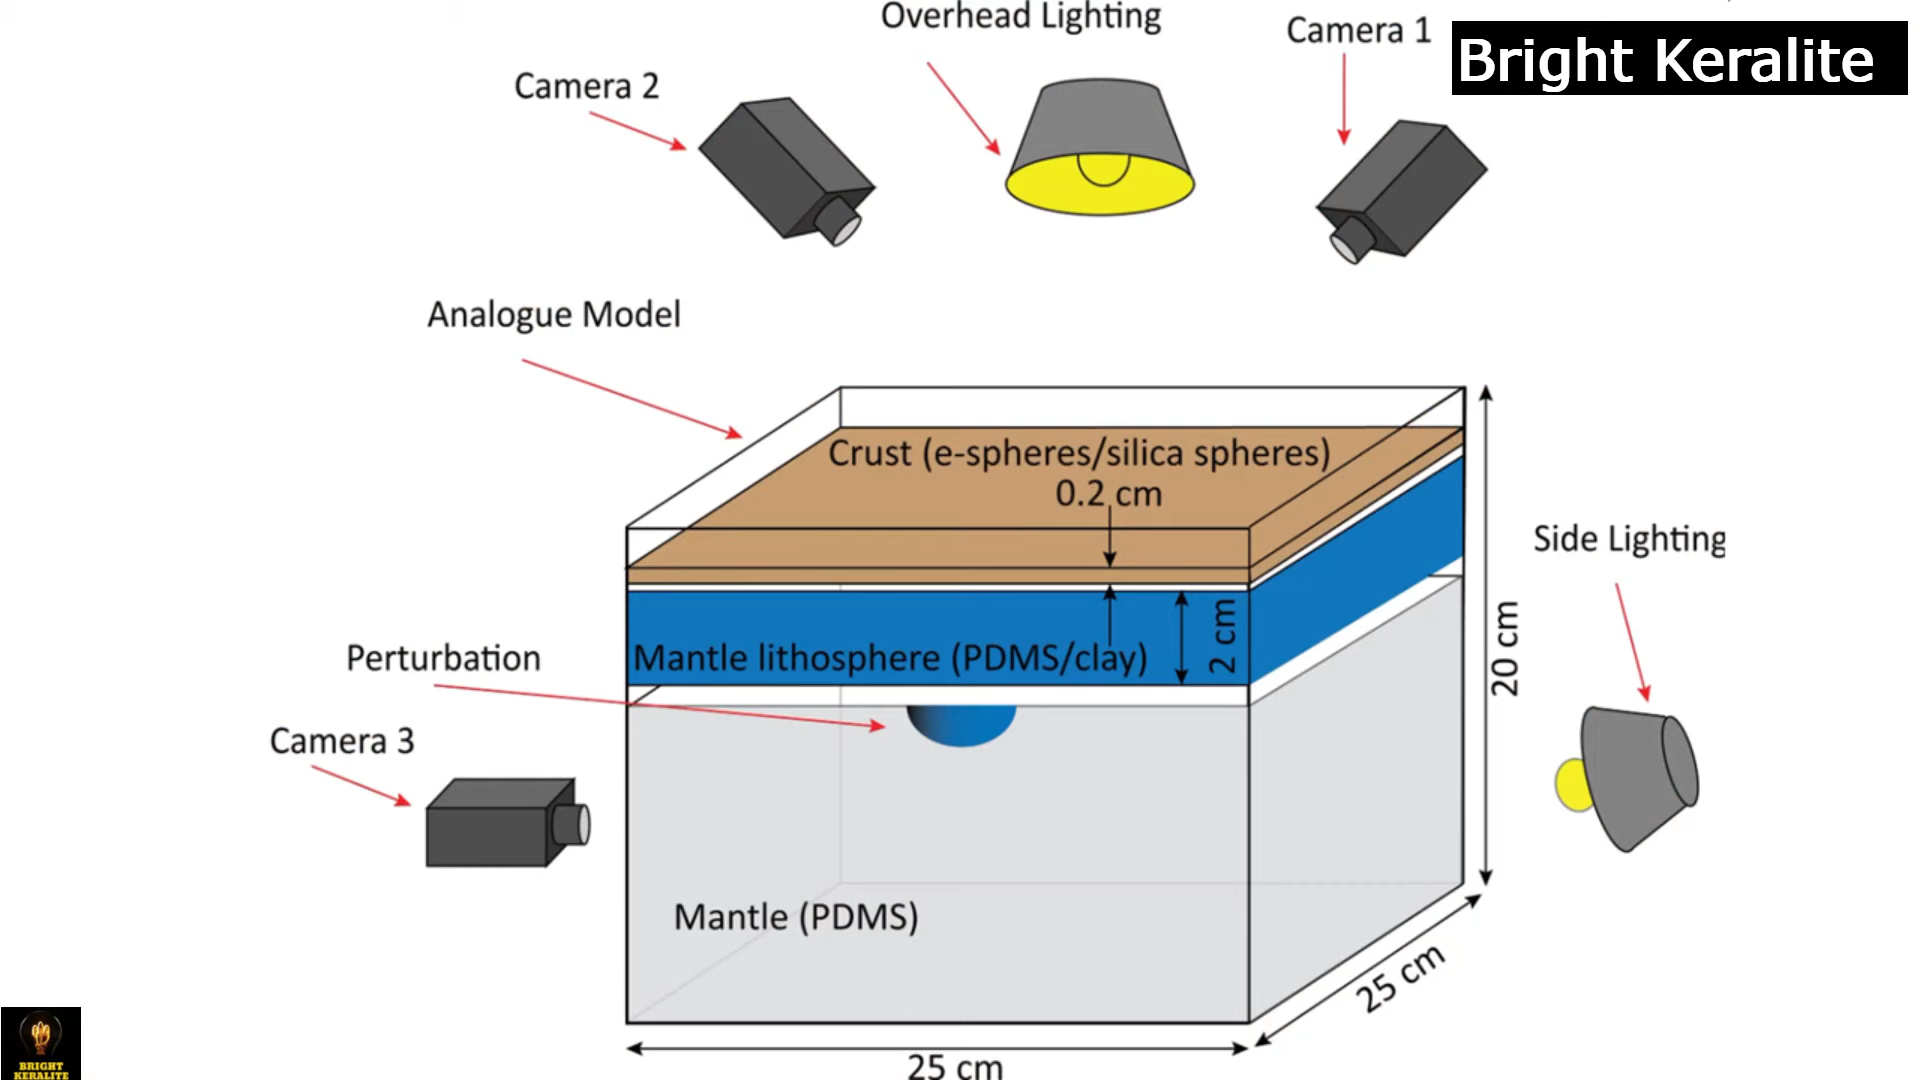 Overhead Lighting
Camera 1
Bright Keralite
Camera 2
Analogue Model
Crust (e-spheres/silica spheres)
0.2 cm
Side Lighting
2 cm
20 cm
Perturbation
Mantle lithosphere (PDMS/clay)
Camera 3
Mantle (PDMS)
25 cm
25 cm
BRIGHT
KERALITE